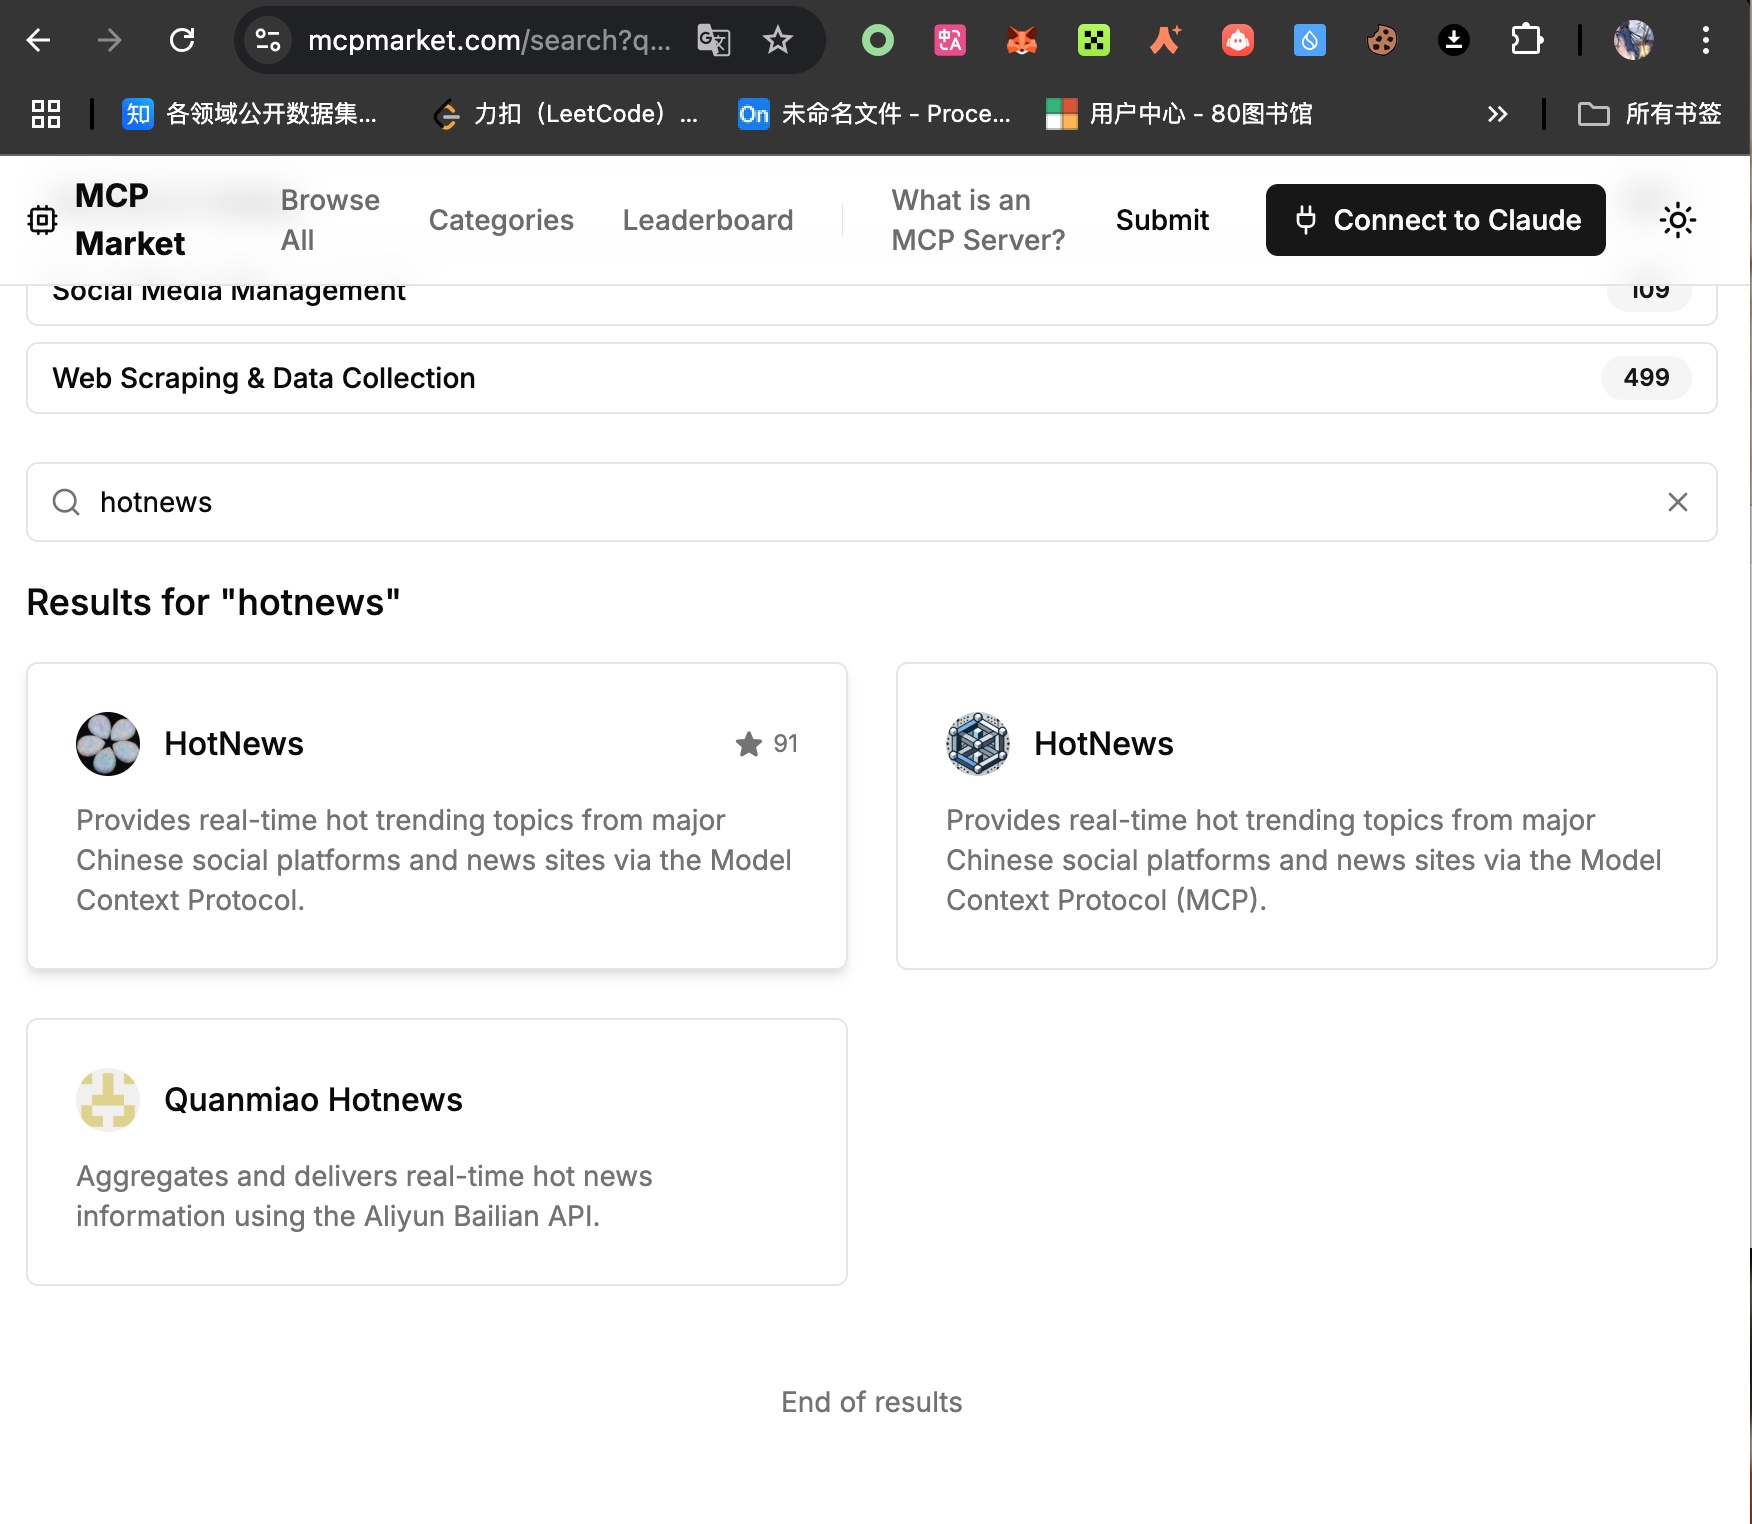 mcpmarket.com/search?q...
各领域公开数据集...
力扣（LeetCode）...
On
未命名文件 - Proce...
用户中心 - 80图书馆
所有书签
MCP Market
Browse All
Categories
Leaderboard
What is an MCP Server?
Submit
Connect to Claude
Social Media Management
109
Web Scraping & Data Collection
499
hotnews
Results for "hotnews"
HotNews
91
Provides real-time hot trending topics from major
Chinese social platforms and news sites via the Model
Context Protocol.
HotNews
Provides real-time hot trending topics from major
Chinese social platforms and news sites via the Model
Context Protocol (MCP).
Quanmiao Hotnews
Aggregates and delivers real-time hot news
information using the Aliyun Bailian API.
End of results